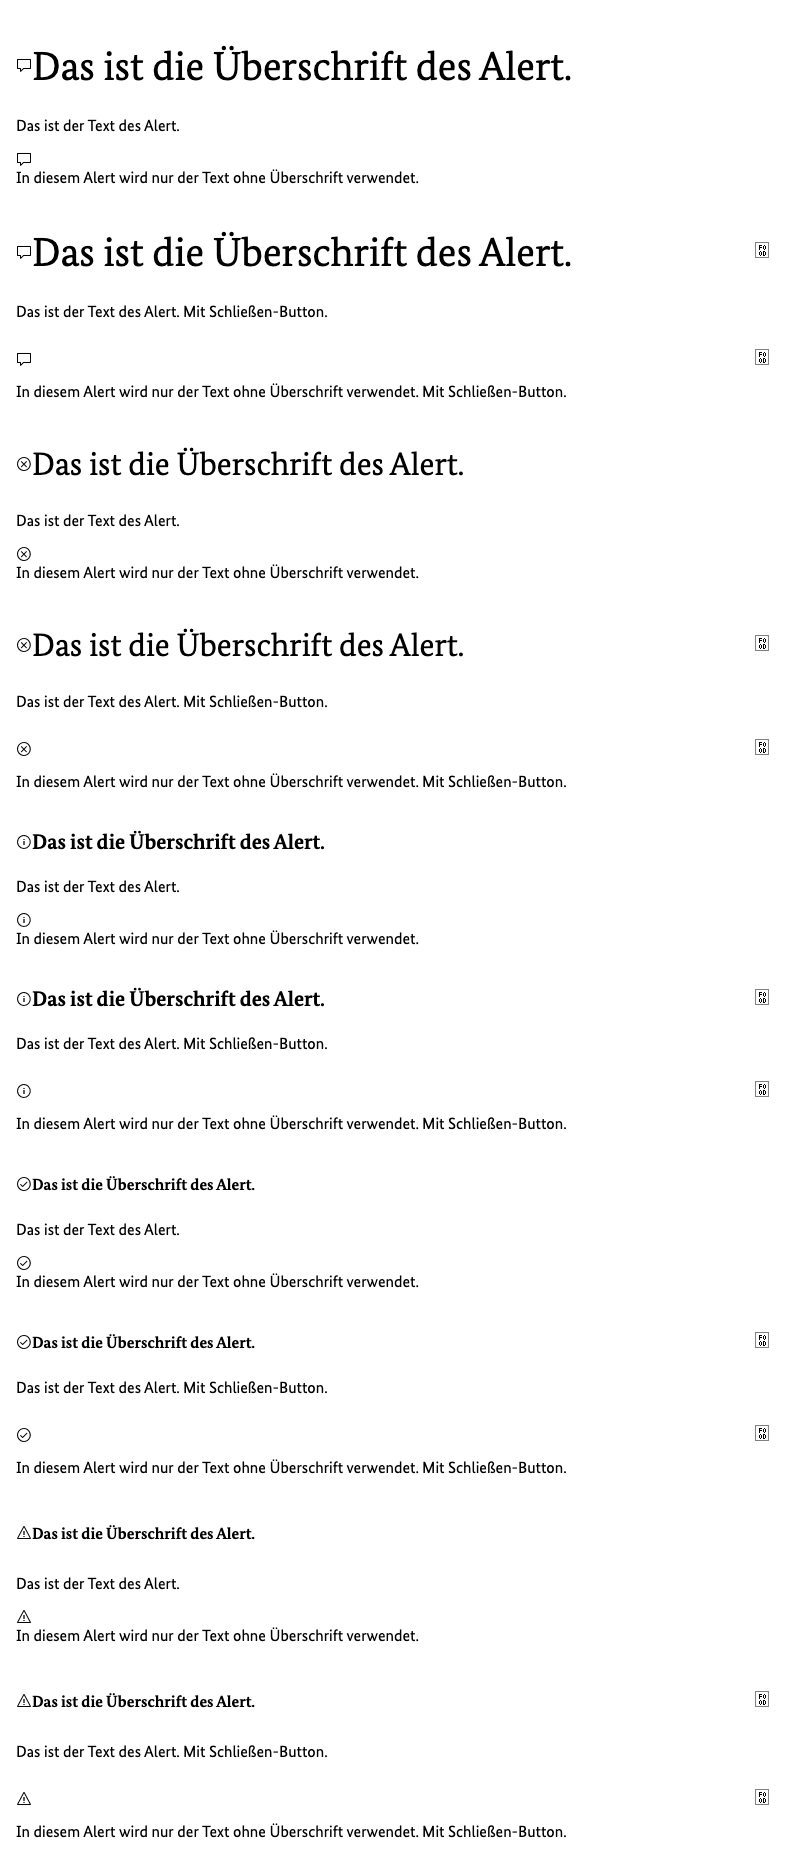 Das ist die Überschrift des Alert.
Das ist der Text des Alert.
In diesem Alert wird nur der Text ohne Überschrift verwendet.
Das ist die Überschrift des Alert.
Das ist der Text des Alert. Mit Schließen-Button.
In diesem Alert wird nur der Text ohne Überschrift verwendet. Mit Schließen-Button.
Das ist die Überschrift des Alert.
Das ist der Text des Alert.
In diesem Alert wird nur der Text ohne Überschrift verwendet.
Das ist die Überschrift des Alert.
Das ist der Text des Alert. Mit Schließen-Button.
In diesem Alert wird nur der Text ohne Überschrift verwendet. Mit Schließen-Button.
Das ist die Überschrift des Alert.
Das ist der Text des Alert.
In diesem Alert wird nur der Text ohne Überschrift verwendet.
Das ist die Überschrift des Alert.
Das ist der Text des Alert. Mit Schließen-Button.
In diesem Alert wird nur der Text ohne Überschrift verwendet. Mit Schließen-Button.
Das ist die Überschrift des Alert.
Das ist der Text des Alert.
In diesem Alert wird nur der Text ohne Überschrift verwendet.
Das ist die Überschrift des Alert.
Das ist der Text des Alert. Mit Schließen-Button.
In diesem Alert wird nur der Text ohne Überschrift verwendet. Mit Schließen-Button.
Das ist die Überschrift des Alert.
Das ist der Text des Alert.
In diesem Alert wird nur der Text ohne Überschrift verwendet.
Das ist die Überschrift des Alert.
Das ist der Text des Alert. Mit Schließen-Button.
In diesem Alert wird nur der Text ohne Überschrift verwendet. Mit Schließen-Button.